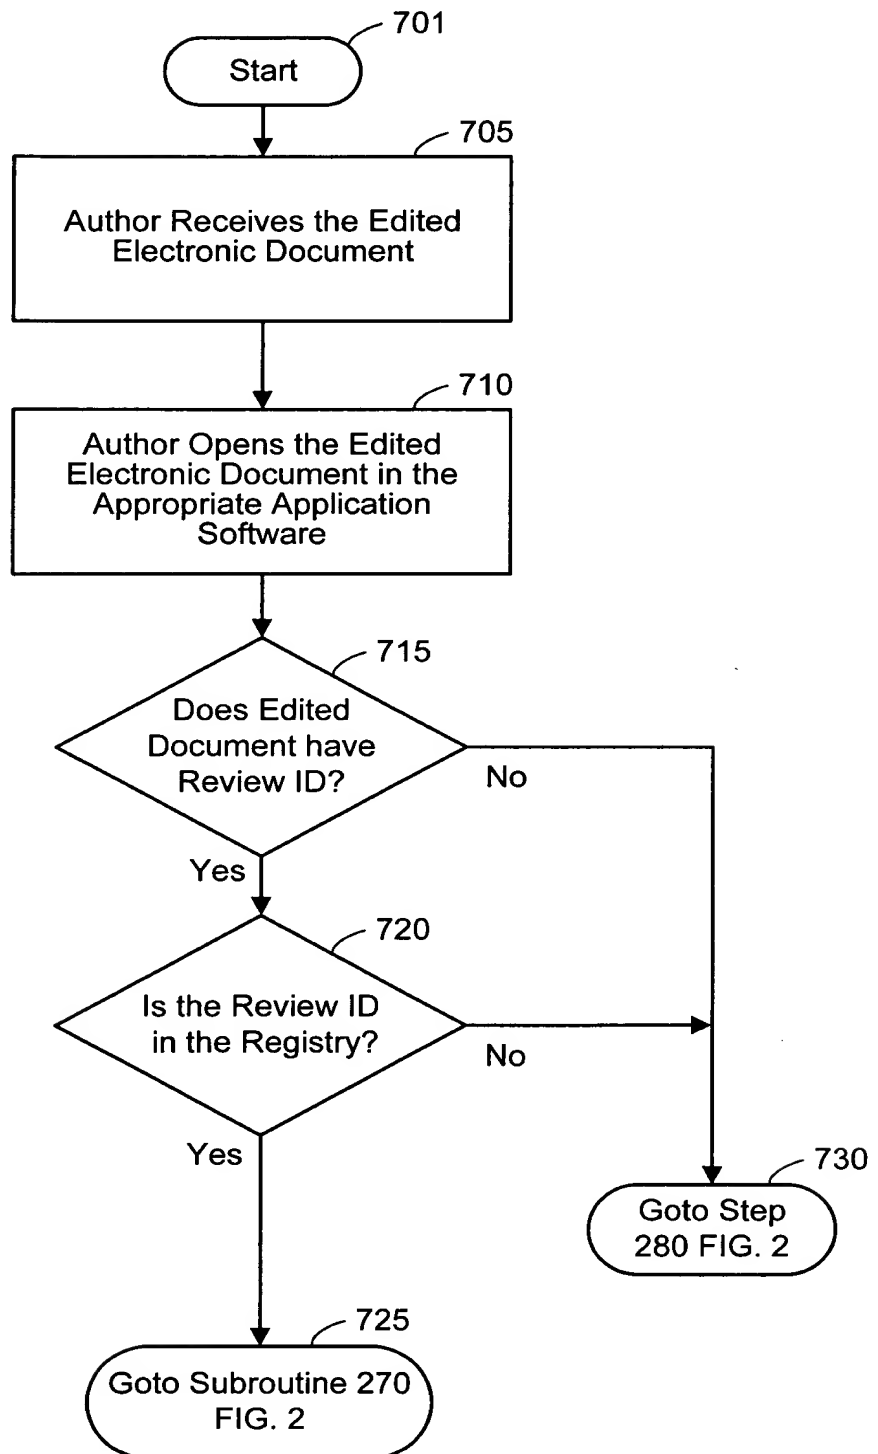 701
Start
705
Author Receives the Edited
Electronic Document
710
Author Opens the Edited
Electronic Document in the
Appropriate Application
Software
715
Does Edited
Document have
Review ID?
No
Yes
720
Is the Review ID
in the Registry?
No
Yes
730
Goto Step
280 FIG. 2
725
Goto Subroutine 270
FIG. 2